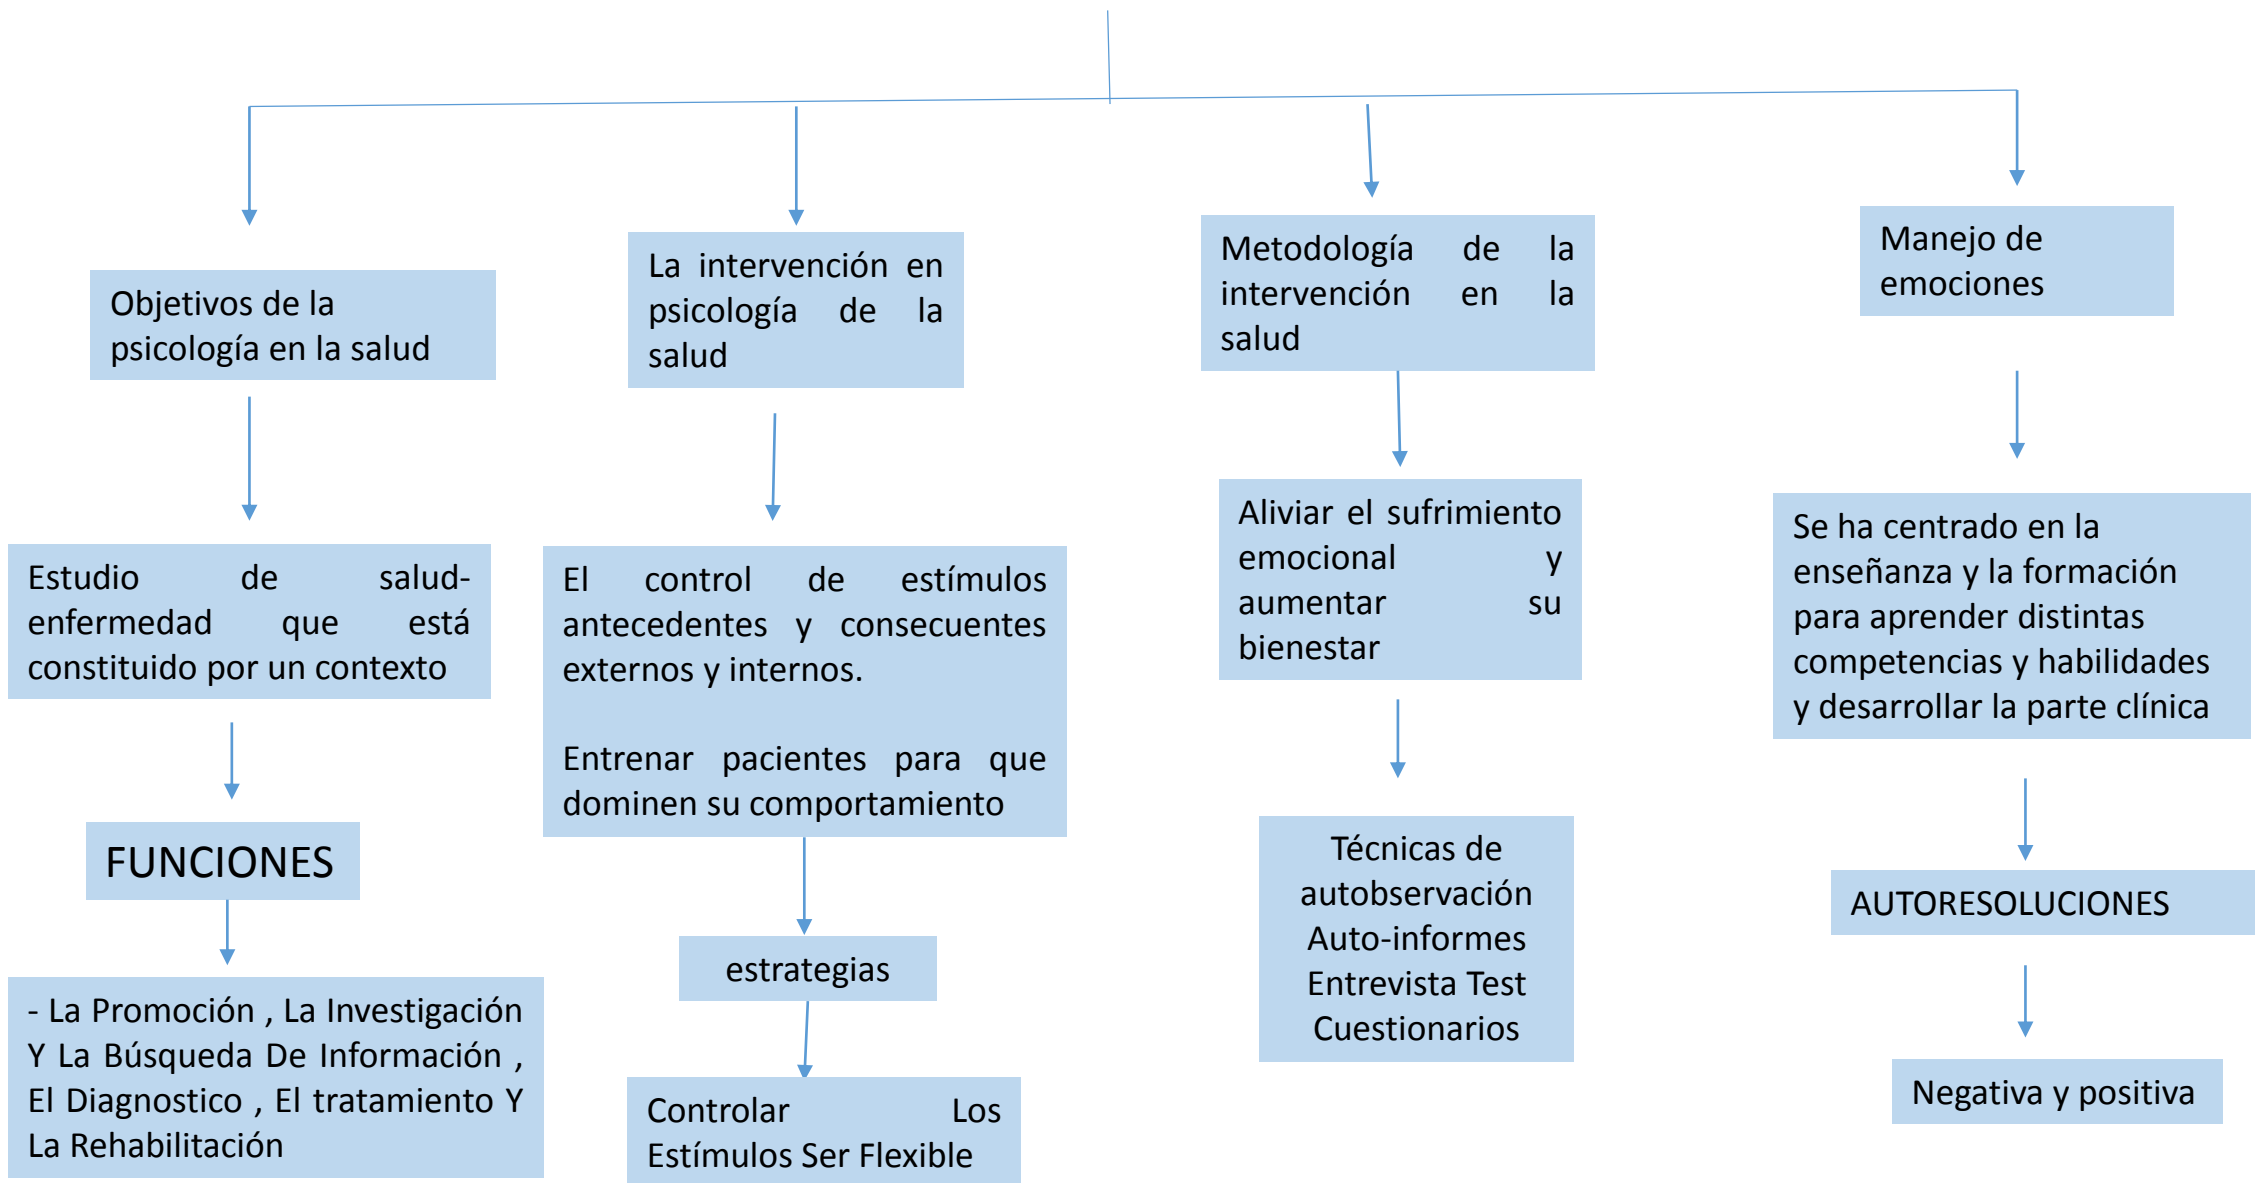 Objetivos de la
psicología en la salud
Estudio de salud-
enfermedad que está
constituido por un contexto
FUNCIONES
- La Promoción , La Investigación
Y La Búsqueda De Información ,
El Diagnostico , El tratamiento Y
La Rehabilitación
La intervención en
psicología de la
salud
El control de estímulos
antecedentes y consecuentes
externos y internos.
Entrenar pacientes para que
dominen su comportamiento
estrategias
Controlar Los
Estímulos Ser Flexible
Metodología de la
intervención en la
salud
Aliviar el sufrimiento
emocional y
aumentar su
bienestar
Técnicas de
autobservación
Auto-informes
Entrevista Test
Cuestionarios
Manejo de
emociones
Se ha centrado en la
enseñanza y la formación
para aprender distintas
competencias y habilidades
y desarrollar la parte clínica
AUTORESOLUCIONES
Negativa y positiva